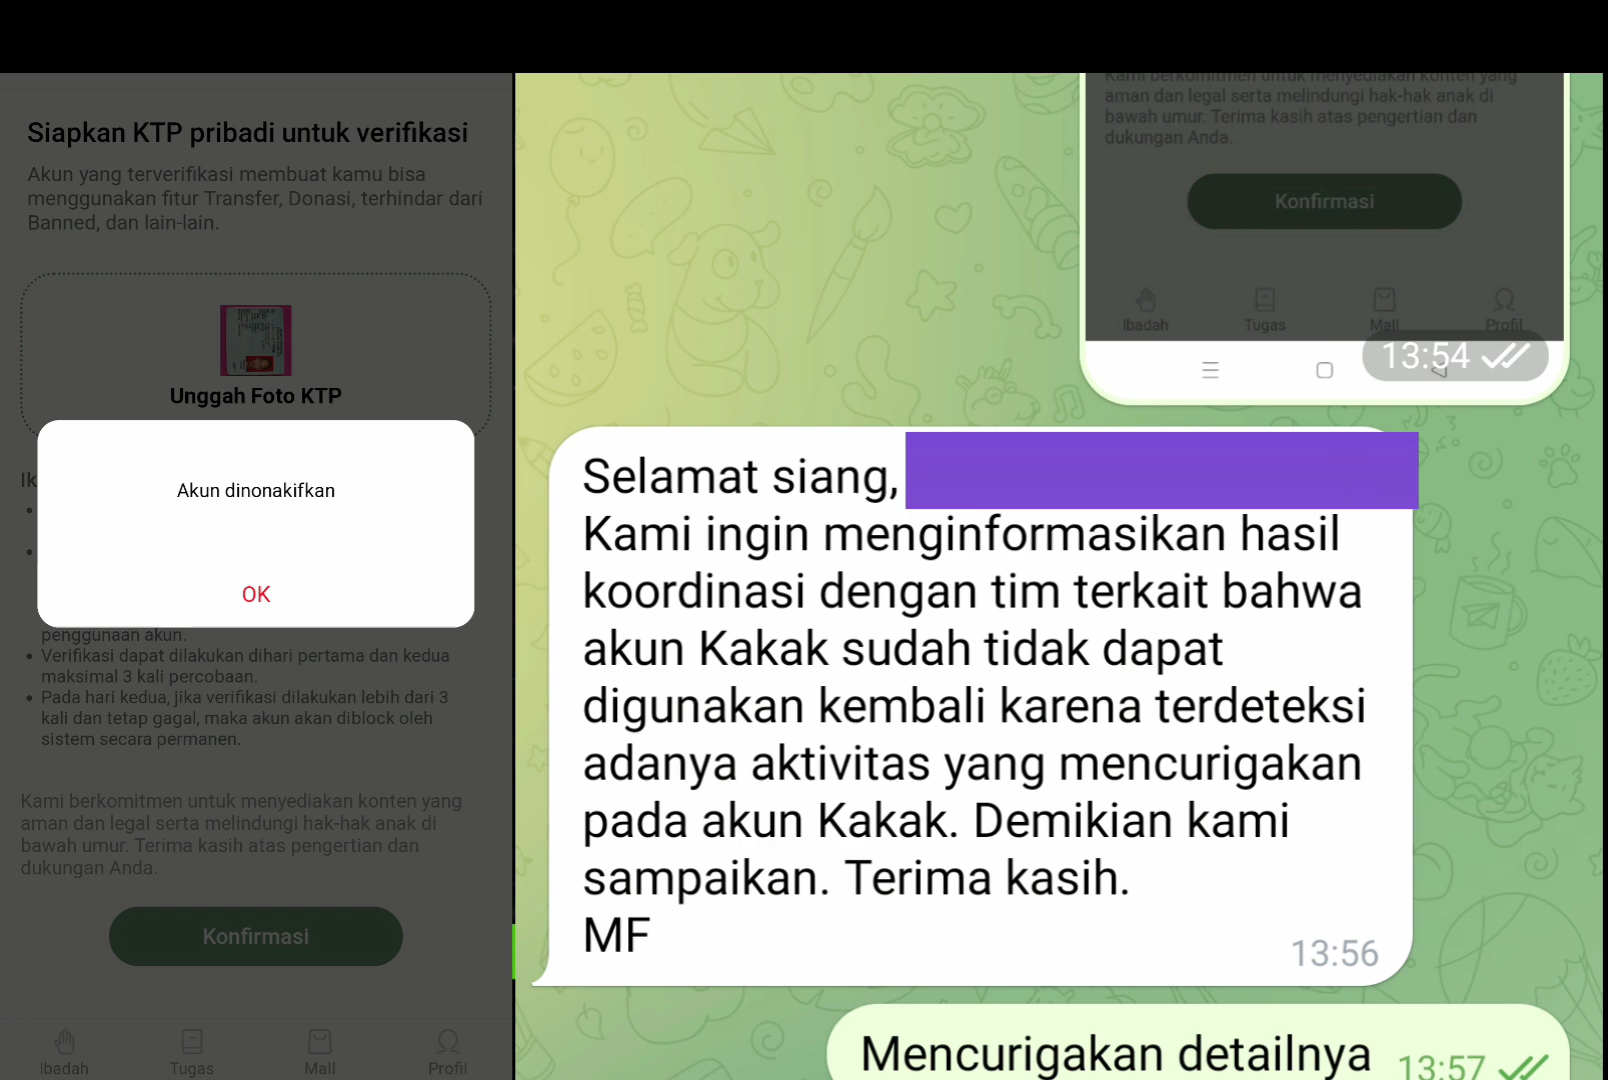 Siapkan KTP pribadi untuk verifikasi
Akun yang terverifikasi membuat kamu bisa
menggunakan fitur Transfer, Donasi, terhindar dari
Banned, dan lain-lain.
Unggah Foto KTP
Ik
Akun dinonakifkan
OK
penggunaan akun.
• Verifikasi dapat dilakukan dihari pertama dan kedua
maksimal 3 kali percobaan.
• Pada hari kedua, jika verifikasi dilakukan lebih dari 3
kali dan tetap gagal, maka akun akan diblock oleh
sistem secara permanen.
Kami berkomitmen untuk menyediakan konten yang
aman dan legal serta melindungi hak-hak anak di
bawah umur. Terima kasih atas pengertian dan
dukungan Anda.
Konfirmasi
Ibadah Tugas Mall Profil
Kami berkomitmen untuk menyediakan konten yang
aman dan legal serta melindungi hak-hak anak di
bawah umur. Terima kasih atas pengertian dan
dukungan Anda.
Konfirmasi
Ibadah Tugas Mall Profil
13:54
Selamat siang,
Kami ingin menginformasikan hasil
koordinasi dengan tim terkait bahwa
akun Kakak sudah tidak dapat
digunakan kembali karena terdeteksi
adanya aktivitas yang mencurigakan
pada akun Kakak. Demikian kami
sampaikan. Terima kasih.
MF
13:56
Mencurigakan detailnya 13:57